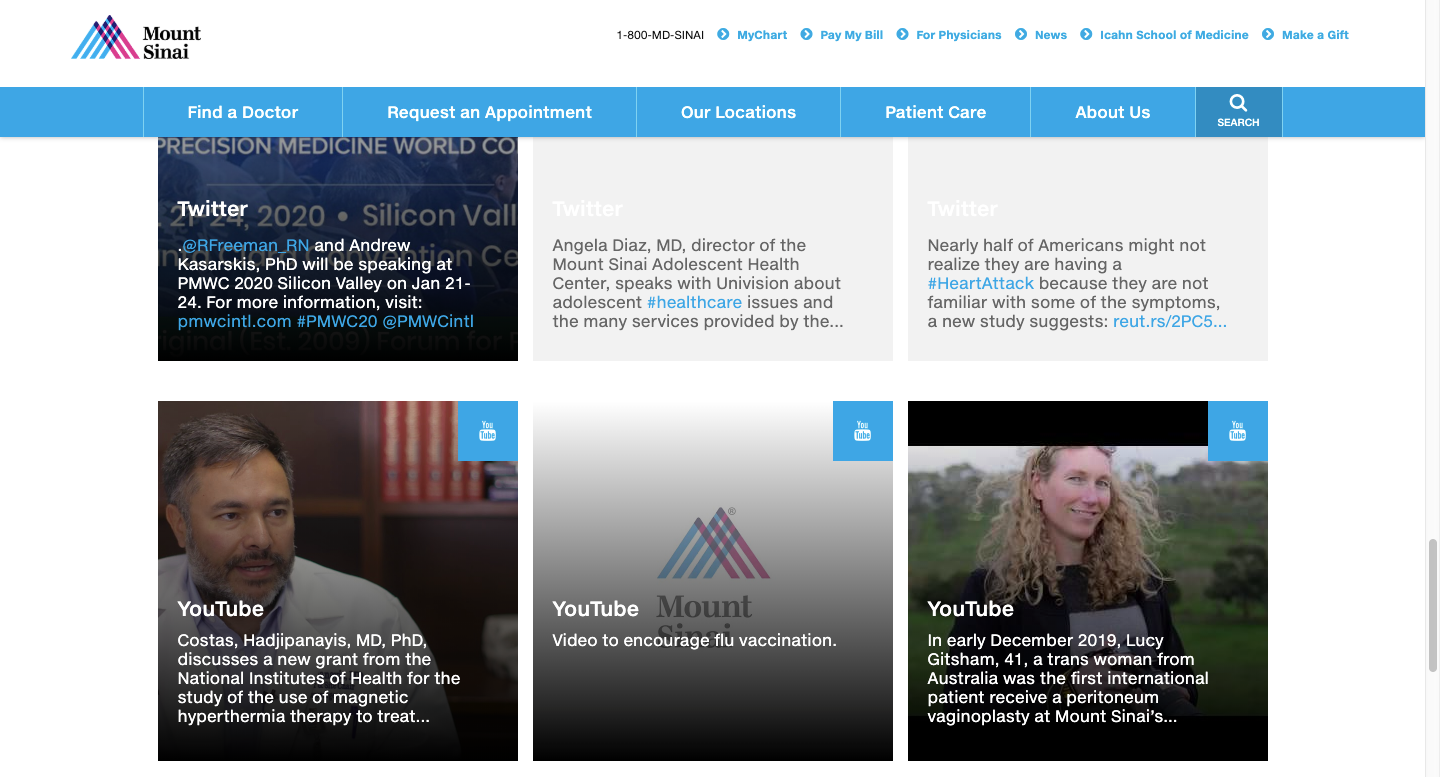 Mount
Sinai
1-800-MD-SINAI MyChart Pay My Bill For Physicians News Icahn School of Medicine Make a Gift
Find a Doctor Request an Appointment Our Locations Patient Care About Us SEARCH
PRECISION MEDICINE WORLD CO
21-24, 2020 • Silicon Vall
Twitter
.@RFreeman_RN and Andrew
Kasarskis, PhD will be speaking at
PMWC 2020 Silicon Valley on Jan 21-
24. For more information, visit:
pmwcintl.com #PMWC20 @PMWCintl
Twitter
Angela Diaz, MD, director of the
Mount Sinai Adolescent Health
Center, speaks with Univision about
adolescent #healthcare issues and
the many services provided by the...
Twitter
Nearly half of Americans might not
realize they are having a
#HeartAttack because they are not
familiar with some of the symptoms,
a new study suggests: reut.rs/2PC5...
You
Tube
YouTube
Costas, Hadjipanayis, MD, PhD,
discusses a new grant from the
National Institutes of Health for the
study of the use of magnetic
hyperthermia therapy to treat...
You
Tube
®
Mount
Sinai
YouTube
Video to encourage flu vaccination.
You
Tube
YouTube
In early December 2019, Lucy
Gitsham, 41, a trans woman from
Australia was the first international
patient receive a peritoneum
vaginoplasty at Mount Sinai's...